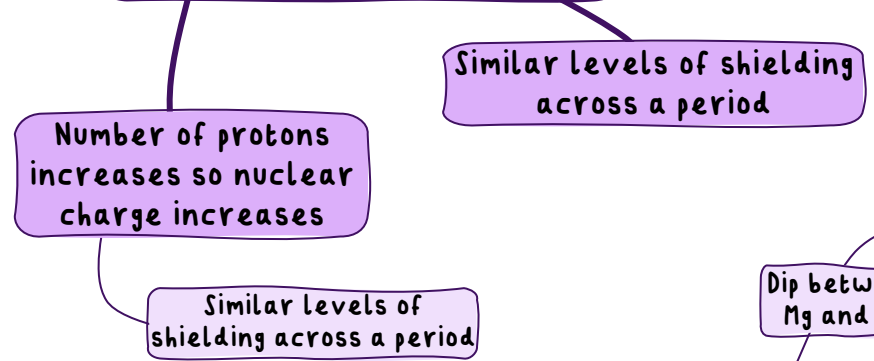 Similar levels of shielding
across a period
Number of protons
increases so nuclear
charge increases
Similar levels of
shielding across a period
Dip betw
Mg and